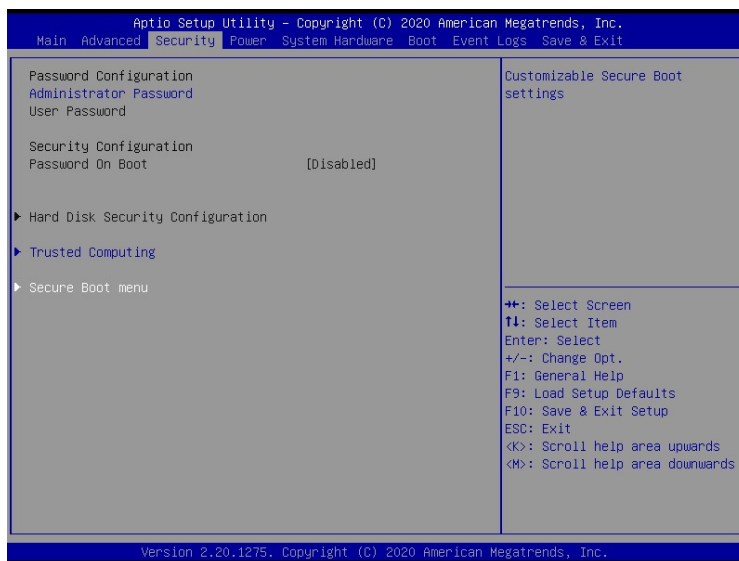 Aptio Setup Utility – Copyright (C) 2020 American Megatrends, Inc.
Main Advanced Security Power System Hardware Boot Event Logs Save & Exit
Password Configuration
Administrator Password
User Password
Security Configuration
Password On Boot [Disabled]
Hard Disk Security Configuration
Trusted Computing
Secure Boot menu
Customizable Secure Boot
settings
→←: Select Screen
↑↓: Select Item
Enter: Select
+/-: Change Opt.
F1: General Help
F9: Load Setup Defaults
F10: Save & Exit Setup
ESC: Exit
<K>: Scroll help area upwards
<M>: Scroll help area downwards
Version 2.20.1275. Copyright (C) 2020 American Megatrends, Inc.